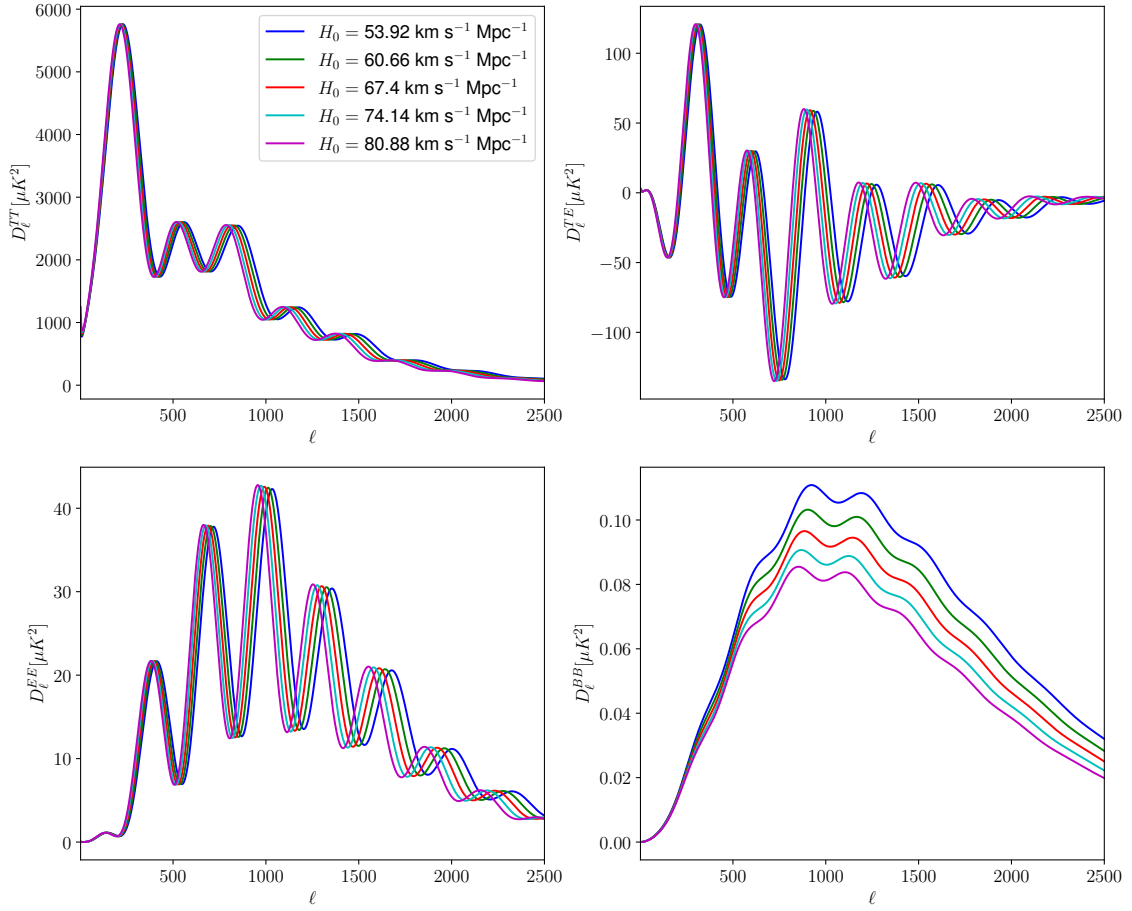 6000
5000
4000
3000
2000
1000
0
D_ℓ^{TT} [μK²]
H₀ = 53.92 km s⁻¹ Mpc⁻¹
H₀ = 60.66 km s⁻¹ Mpc⁻¹
H₀ = 67.4 km s⁻¹ Mpc⁻¹
H₀ = 74.14 km s⁻¹ Mpc⁻¹
H₀ = 80.88 km s⁻¹ Mpc⁻¹
500 1000 1500 2000 2500
ℓ
100
50
0
−50
−100
D_ℓ^{TE} [μK²]
500 1000 1500 2000 2500
ℓ
40
30
20
10
0
D_ℓ^{EE} [μK²]
500 1000 1500 2000 2500
ℓ
0.10
0.08
0.06
0.04
0.02
0.00
D_ℓ^{BB} [μK²]
500 1000 1500 2000 2500
ℓ